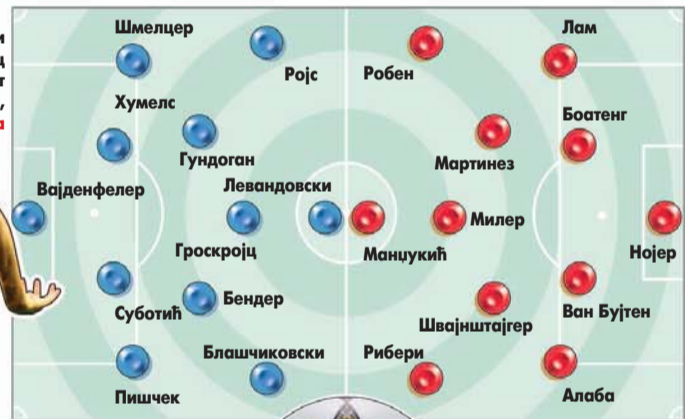 Шмелцер
Лам
Ројс
Робен
Хумелс
Боатенг
Гундоган
Мартинез
Вајденфелер
Левандовски
Милер
Гроскројц
Манџукић
Нојер
Суботић
Бендер
Швајнштајгер
Ван Бујтен
Блашчиковски
Рибери
Пишчек
Алаба